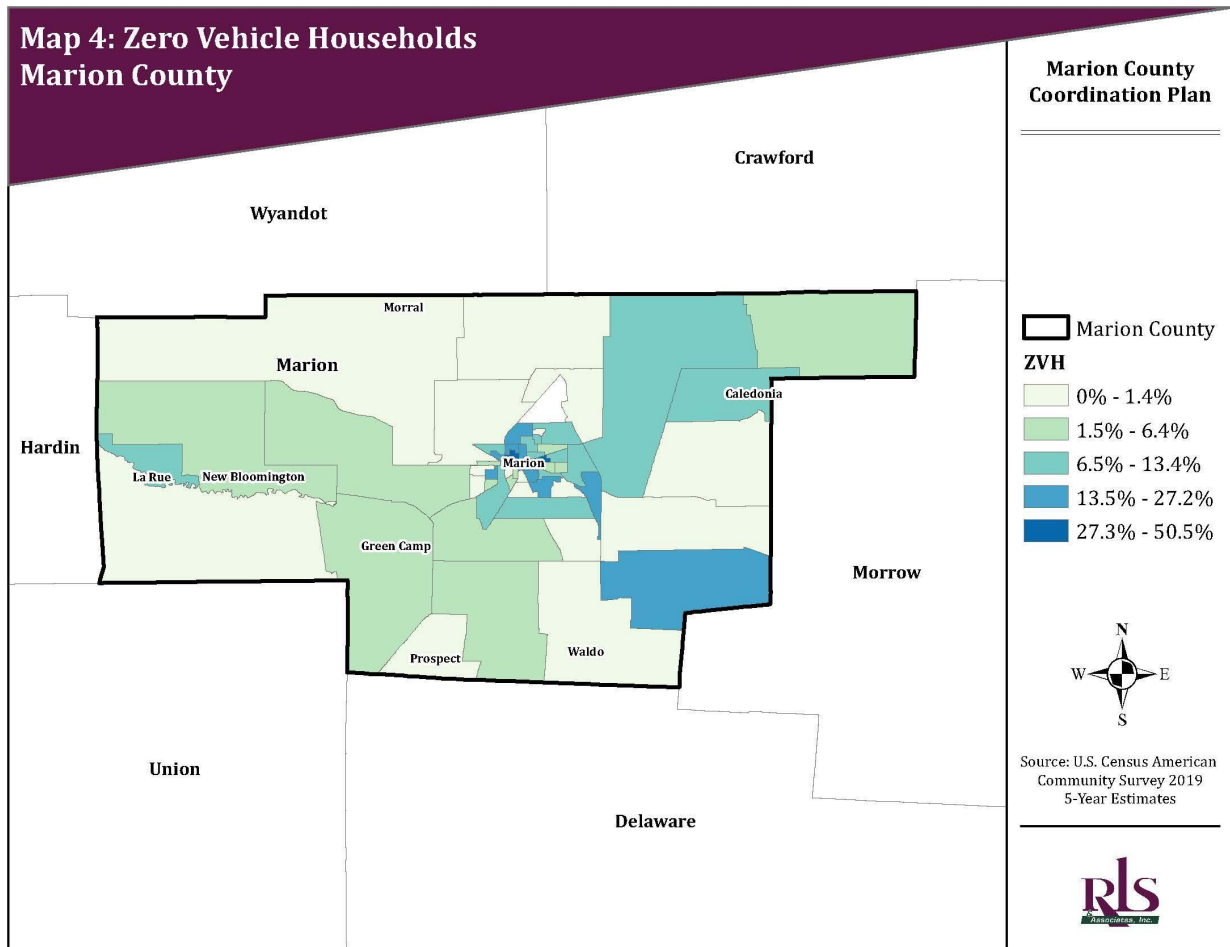 Map 4: Zero Vehicle Households
Marion County
Marion County
Coordination Plan
Crawford
Wyandot
Morral
Marion
Caledonia
Hardin
La Rue
New Bloomington
Marion
Green Camp
Morrow
Prospect
Waldo
Union
Delaware
Marion County
ZVH
0% - 1.4%
1.5% - 6.4%
6.5% - 13.4%
13.5% - 27.2%
27.3% - 50.5%
N
W E
S
Source: U.S. Census American
Community Survey 2019
5-Year Estimates
RLS
& Associates, Inc.